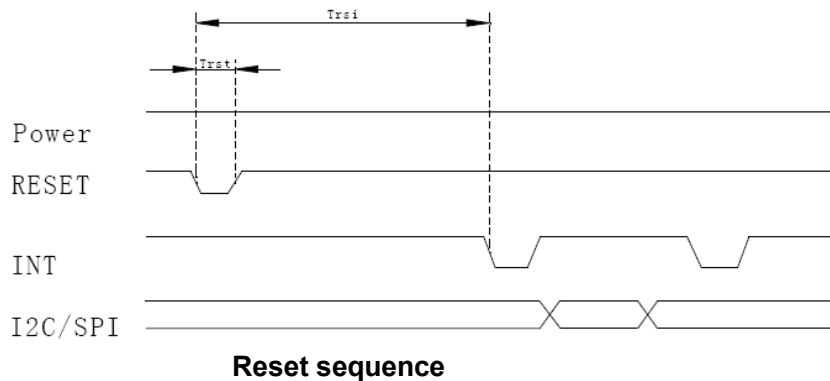 Trsi
Trst
Power
RESET
INT
I2C/SPI
Reset sequence